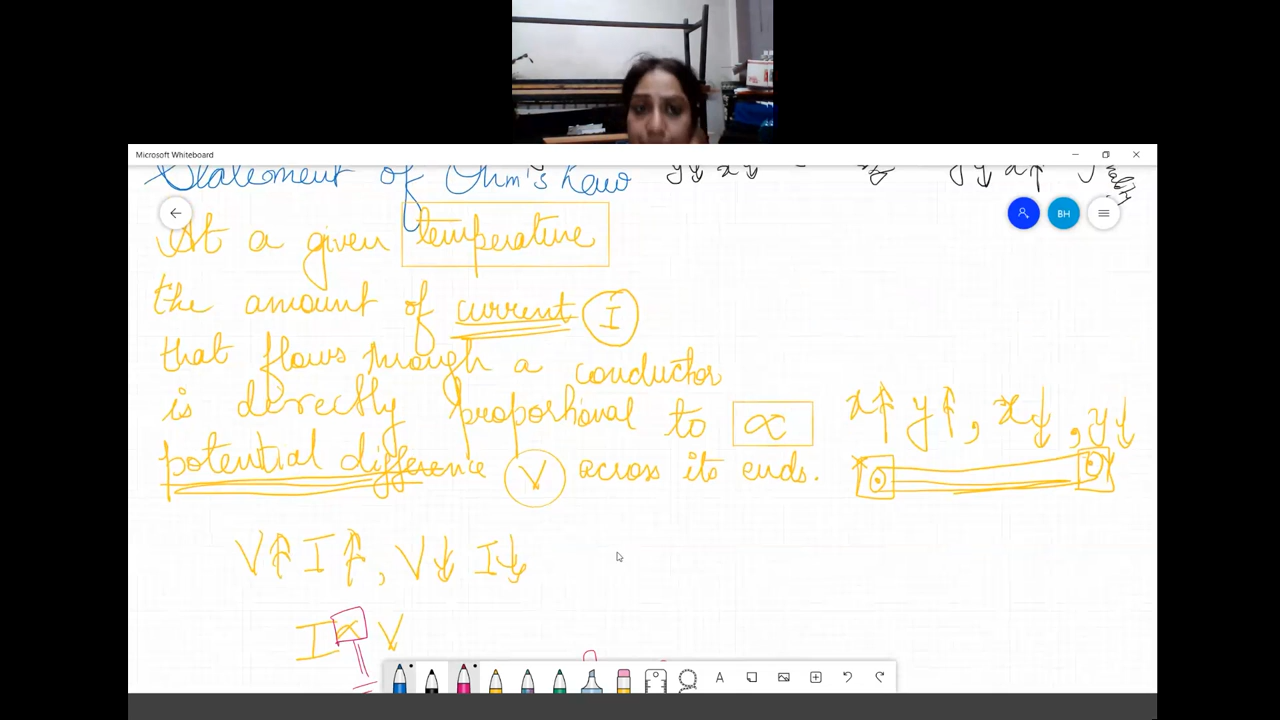 Microsoft Whiteboard
Statement of Ohm's Law
y↓ x↓
y↓ x↑
BH
At a given temperature
the amount of current I
that flows through a conductor
is directly proportional to ∝
x↑ y↑, x↓, y↓
potential difference V across its ends.
V↑ I↑, V↓ I↓
I ∝ V
A